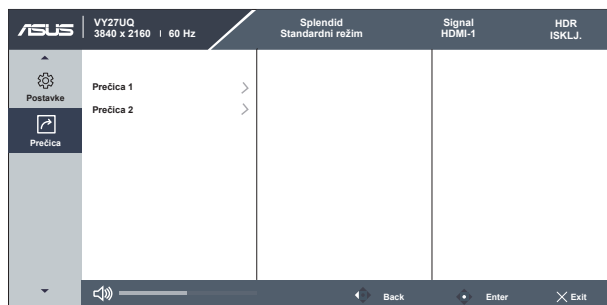 ASUS
VY27UQ
3840 x 2160 | 60 Hz
Splendid
Standardni režim
Signal
HDMI-1
HDR
ISKLJ.
Postavke
Prečica
Prečica 1
Prečica 2
Back
Enter
Exit